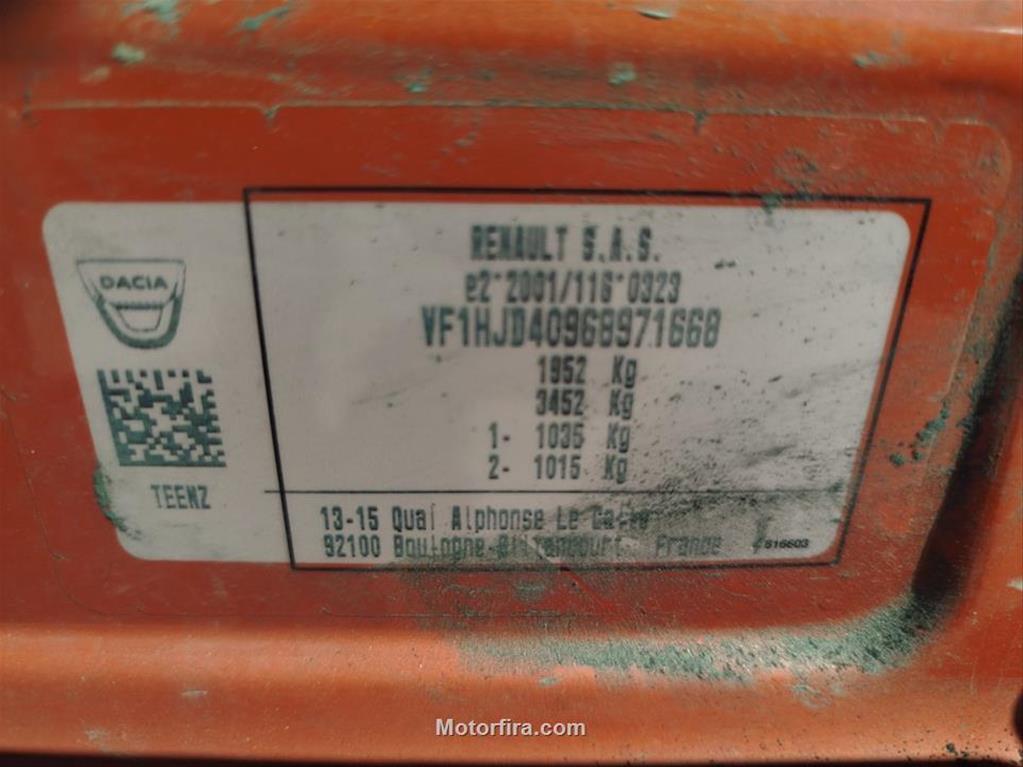 RENAULT S.A.S.
DACIA
e2*2001/116*0323
VF1HJD40968971668
1952 Kg
3452 Kg
1- 1035 Kg
2- 1015 Kg
TEENZ
13-15 Quai Alphonse Le Gallo
92100 Boulogne-Billancourt France
616603
Motorfira.com